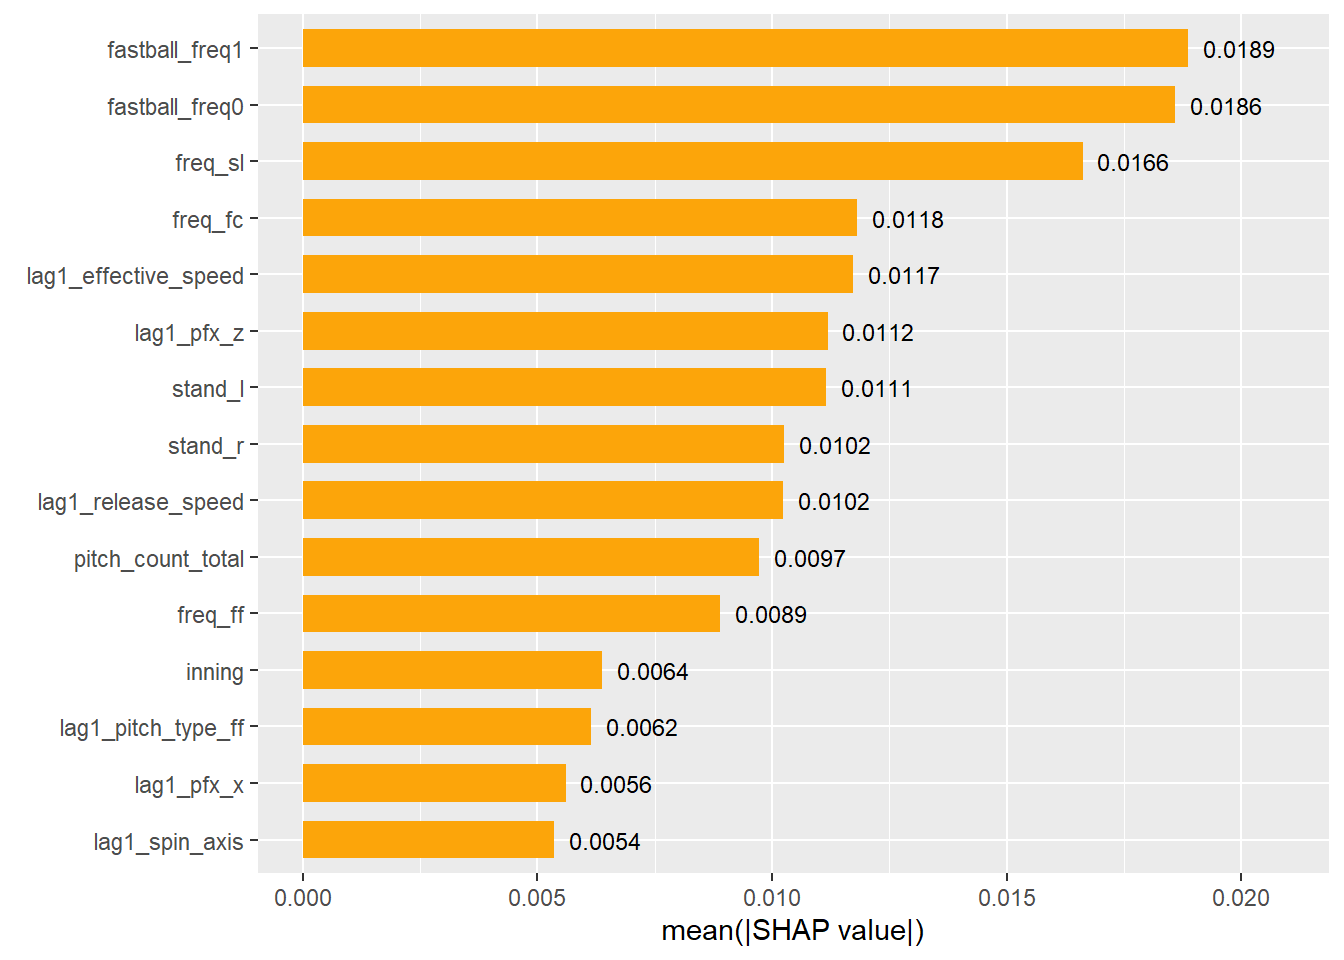 fastball_freq1 0.0189
fastball_freq0 0.0186
freq_sl 0.0166
freq_fc 0.0118
lag1_effective_speed 0.0117
lag1_pfx_z 0.0112
stand_l 0.0111
stand_r 0.0102
lag1_release_speed 0.0102
pitch_count_total 0.0097
freq_ff 0.0089
inning 0.0064
lag1_pitch_type_ff 0.0062
lag1_pfx_x 0.0056
lag1_spin_axis 0.0054
0.000 0.005 0.010 0.015 0.020
mean(|SHAP value|)